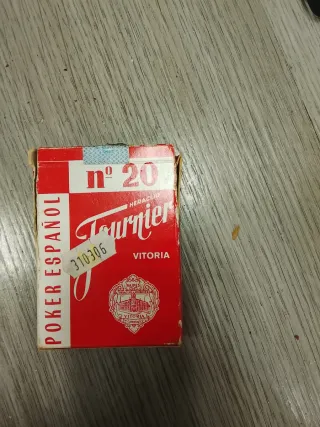 nº 20
HERACLIO
Fournier
VITORIA
310306
POKER ESPAÑOL